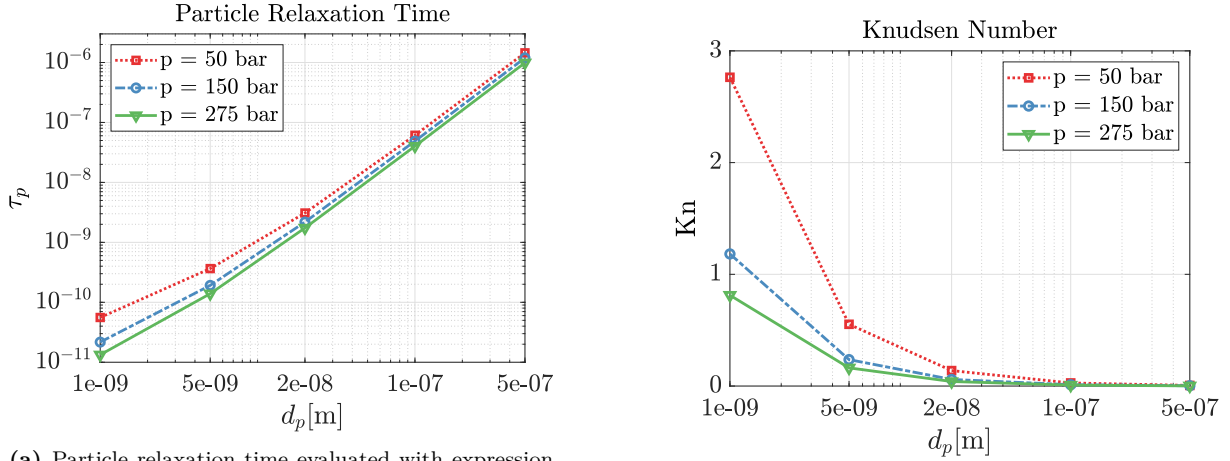 Particle Relaxation Time
p = 50 bar
p = 150 bar
p = 275 bar
10⁻⁶
10⁻⁷
10⁻⁸
10⁻⁹
10⁻¹⁰
10⁻¹¹
τₚ
1e-09 5e-09 2e-08 1e-07 5e-07
dₚ[m]
Knudsen Number
p = 50 bar
p = 150 bar
p = 275 bar
3
2
1
0
Kn
1e-09 5e-09 2e-08 1e-07 5e-07
dₚ[m]
(a) Particle relaxation time evaluated with expression